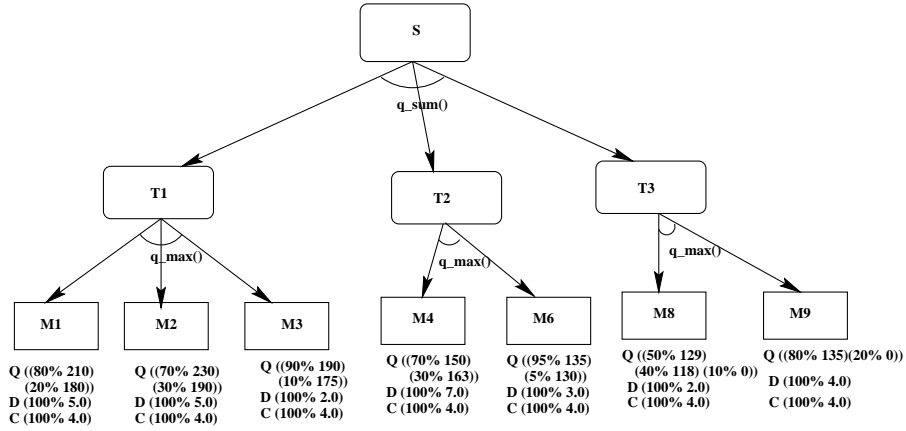 S
q_sum()
T1
T2
T3
q_max()
q_max()
q_max()
M1
M2
M3
M4
M6
M8
M9
Q ((80% 210)
(20% 180))
D (100% 5.0)
C (100% 4.0)
Q ((70% 230)
(30% 190))
D (100% 5.0)
C (100% 4.0)
Q ((90% 190)
(10% 175))
D (100% 2.0)
C (100% 4.0)
Q ((70% 150)
(30% 163))
D (100% 7.0)
C (100% 4.0)
Q ((95% 135)
(5% 130))
D (100% 3.0)
C (100% 4.0)
Q ((50% 129)
(40% 118) (10% 0))
D (100% 2.0)
C (100% 4.0)
Q ((80% 135)(20% 0))
D (100% 4.0)
C (100% 4.0)